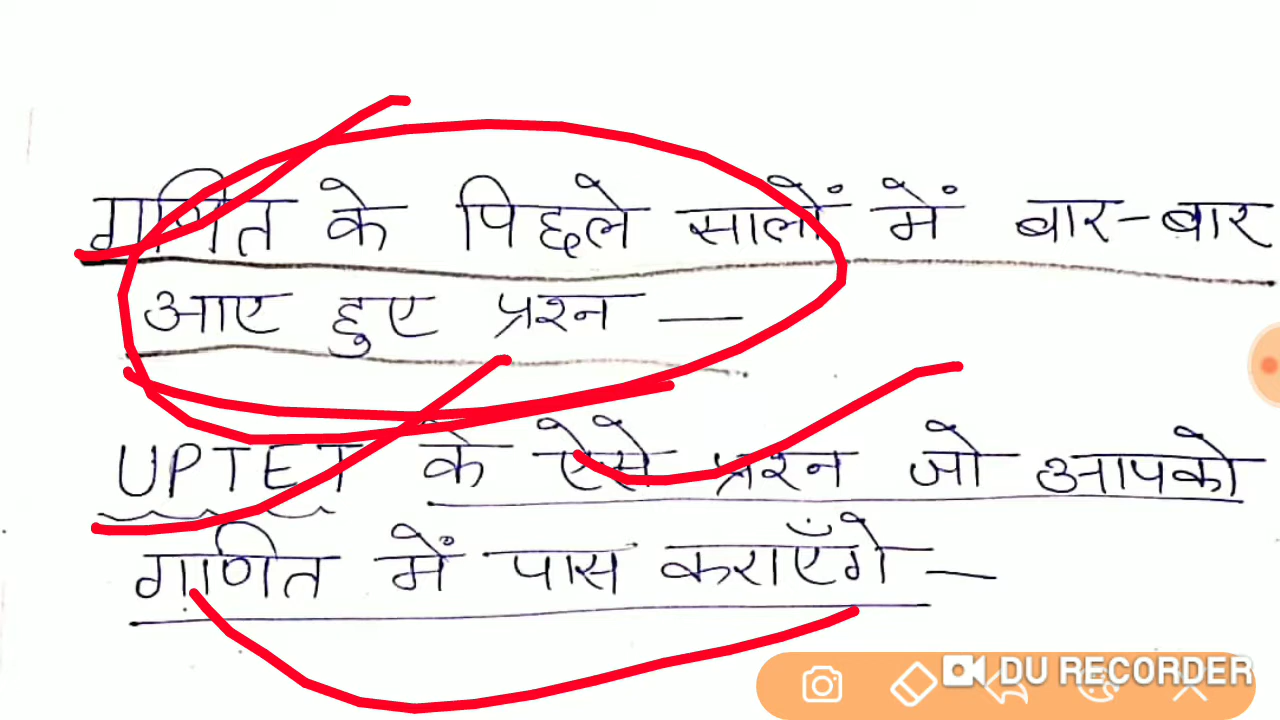 गणित के पिछले सालों में बार-बार
आए हुए प्रश्न —
UPTET के ऐसे प्रश्न जो आपको
गणित में पास कराएँगे —
DU RECORDER